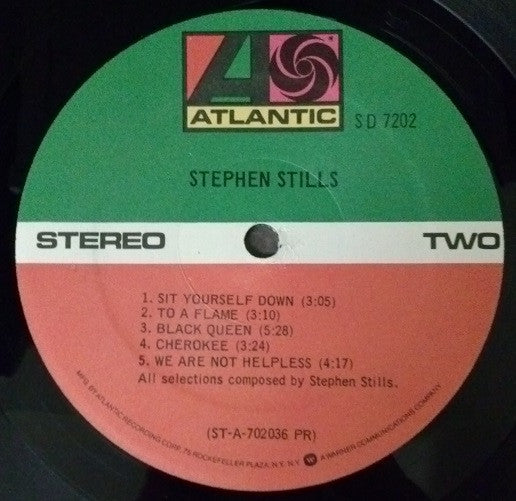 ATLANTIC
SD 7202
STEPHEN STILLS
STEREO
TWO
1. SIT YOURSELF DOWN (3:05)
2. TO A FLAME (3:10)
3. BLACK QUEEN (5:28)
4. CHEROKEE (3:24)
5. WE ARE NOT HELPLESS (4:17)
All selections composed by Stephen Stills.
(ST-A-702036 PR)
MFG. BY ATLANTIC RECORDING CORP. 75 ROCKEFELLER PLAZA, N.Y. N.Y. A WARNER COMMUNICATIONS COMPANY